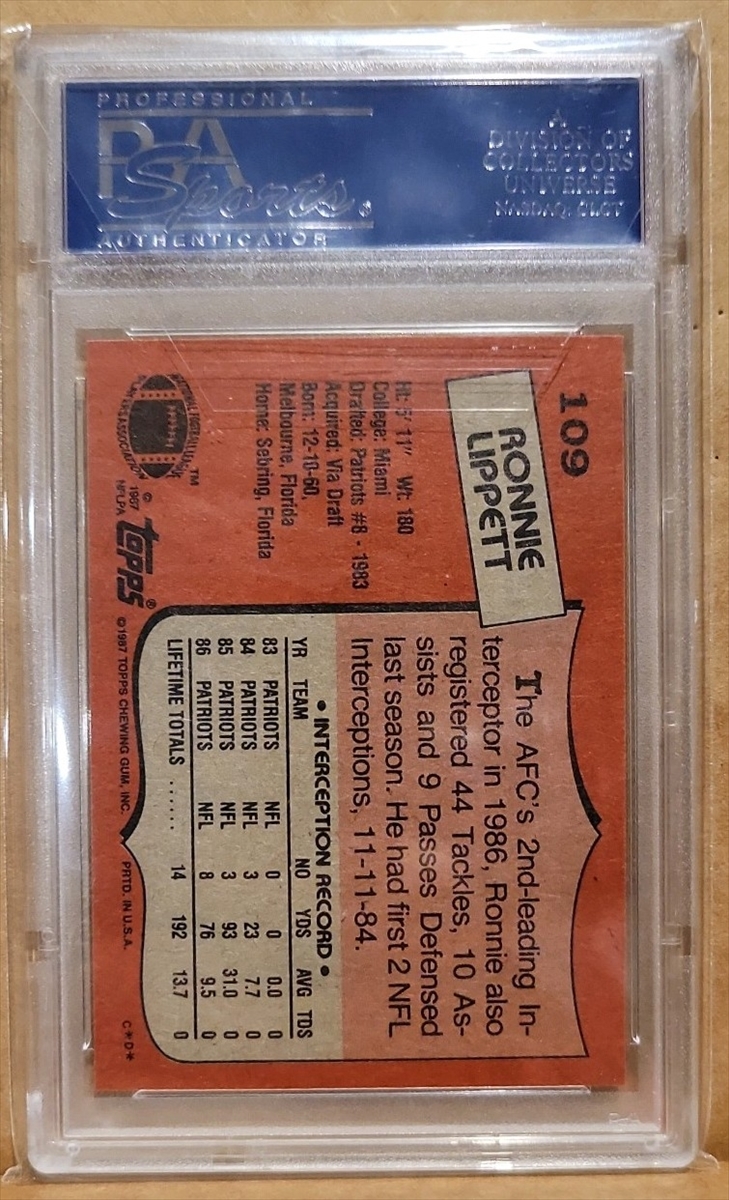 PROFESSIONAL
PSA
Sports
AUTHENTICATOR
A
DIVISION OF
COLLECTORS
UNIVERSE
NASDAQ: CLCT
109
RONNIE
LIPPETT
Ht: 5' 11" Wt: 180
College: Miami
Drafted: Patriots #8 - 1983
Acquired: Via Draft
Born: 12-10-60,
Melbourne, Florida
Home: Sebring, Florida
The AFC's 2nd-leading In-
terceptor in 1986, Ronnie also
registered 44 Tackles, 10 As-
sists and 9 Passes Defensed
last season. He had first 2 NFL
Interceptions, 11-11-84.
• INTERCEPTION RECORD •
YR TEAM NO YDS AVG TDS
83 PATRIOTS NFL 0 0 0.0 0
84 PATRIOTS NFL 3 23 7.7 0
85 PATRIOTS NFL 3 93 31.0 0
86 PATRIOTS NFL 8 76 9.5 0
LIFETIME TOTALS ...... 14 192 13.7 0
NATIONAL FOOTBALL LEAGUE
PLAYERS ASSOCIATION
™
© 1987 NFLPA
topps®
©1987 TOPPS CHEWING GUM, INC.
PRTD. IN U.S.A.
C*D*